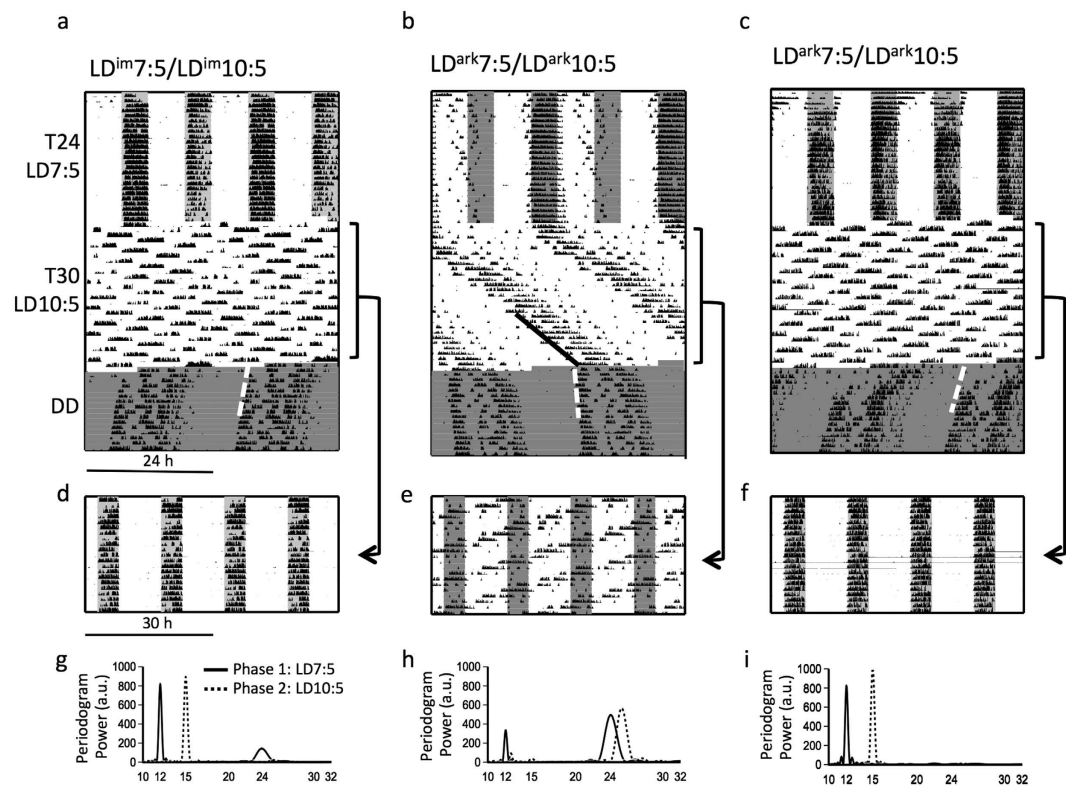 a
b
c
LDim7:5/LDim10:5
LDark7:5/LDark10:5
LDark7:5/LDark10:5
T24
LD7:5
T30
LD10:5
DD
24 h
d
e
f
30 h
g
h
i
Periodogram
Power (a.u.)
1000
800
600
400
200
0
Phase 1: LD7:5
Phase 2: LD10:5
10 12 15 20 24 30 32
Periodogram
Power (a.u.)
1000
800
600
400
200
0
10 12 15 20 24 30 32
Periodogram
Power (a.u.)
1000
800
600
400
200
0
10 12 15 20 24 30 32